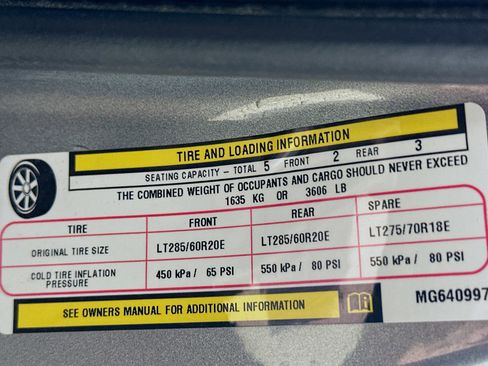 TIRE AND LOADING INFORMATION
SEATING CAPACITY – TOTAL 5 FRONT 2 REAR 3
THE COMBINED WEIGHT OF OCCUPANTS AND CARGO SHOULD NEVER EXCEED
1635 KG OR 3606 LB
TIRE FRONT REAR SPARE
ORIGINAL TIRE SIZE LT285/60R20E LT285/60R20E LT275/70R18E
COLD TIRE INFLATION PRESSURE 450 kPa / 65 PSI 550 kPa / 80 PSI 550 kPa / 80 PSI
SEE OWNERS MANUAL FOR ADDITIONAL INFORMATION
MG640997